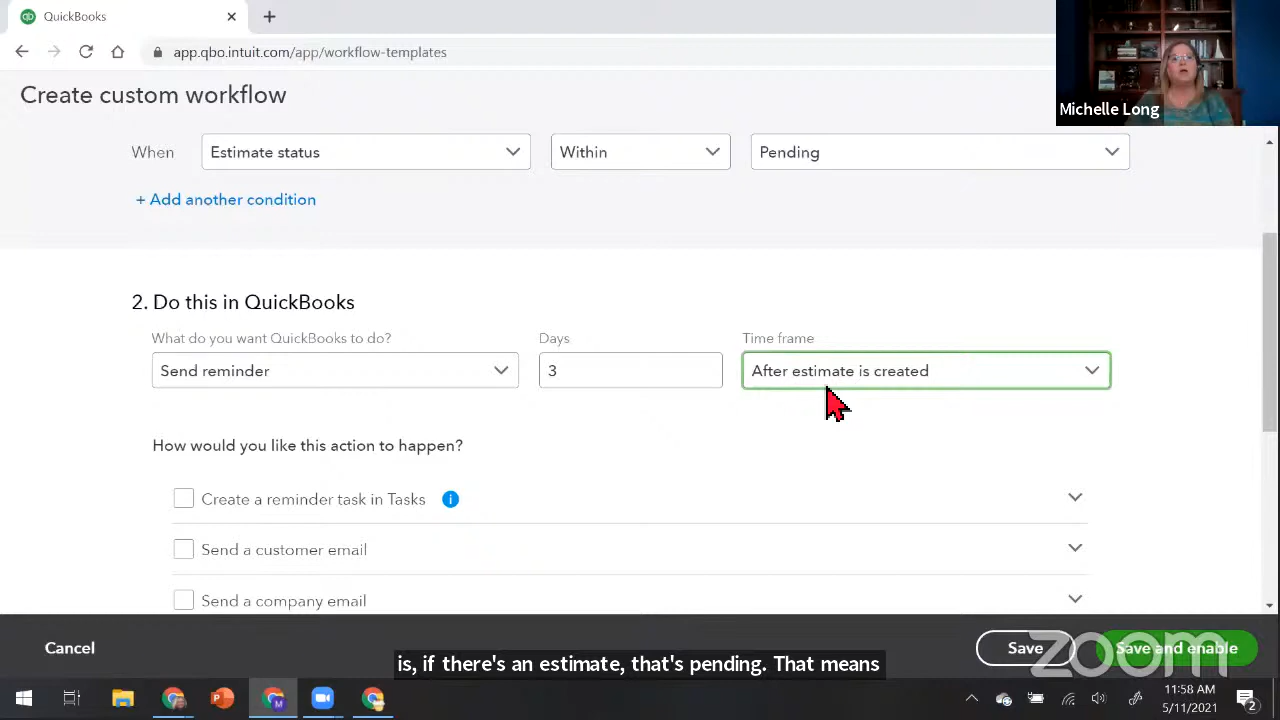 QuickBooks
app.qbo.intuit.com/app/workflow-templates
Create custom workflow
Michelle Long
When Estimate status Within Pending
+ Add another condition
2. Do this in QuickBooks
What do you want QuickBooks to do? Days Time frame
Send reminder 3 After estimate is created
How would you like this action to happen?
Create a reminder task in Tasks
Send a customer email
Send a company email
Cancel Save Save and enable
zoom
is, if there's an estimate, that's pending. That means
11:58 AM
5/11/2021
2